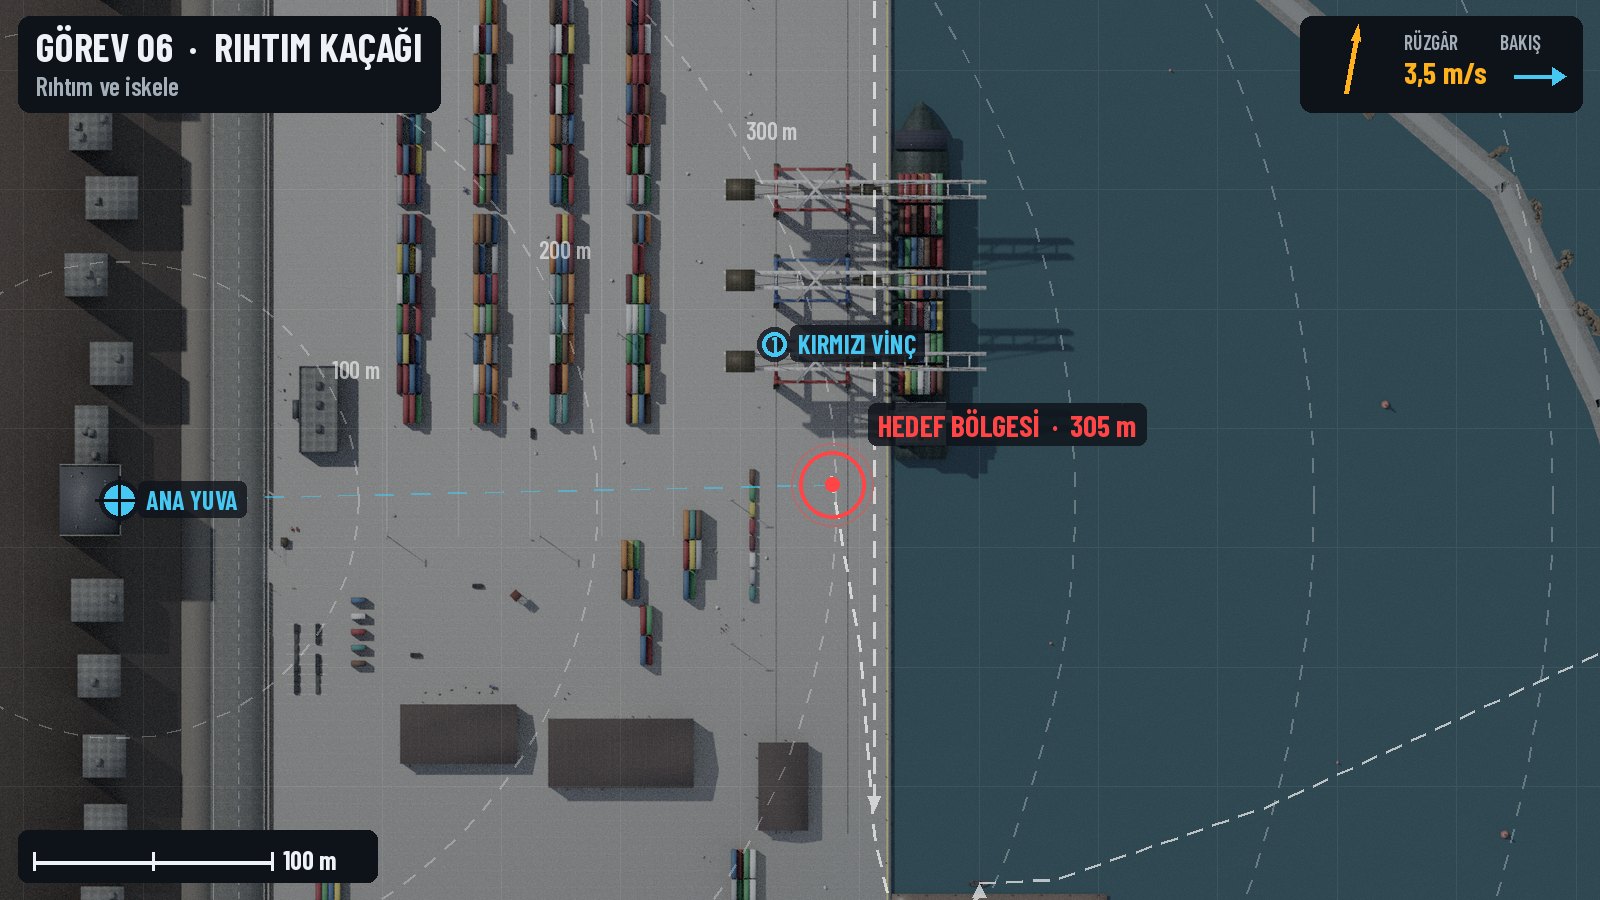 GÖREV 06 · RIHTIM KAÇAĞI
Rıhtım ve iskele
RÜZGÂR
BAKIŞ
3,5 m/s
300 m
200 m
1 KIRMIZI VİNÇ
100 m
HEDEF BÖLGESİ · 305 m
ANA YUVA
100 m